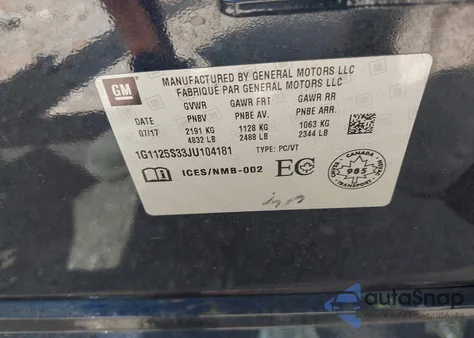 GM
MANUFACTURED BY GENERAL MOTORS LLC
FABRIQUÉ PAR GENERAL MOTORS LLC
GVWR GAWR FRT GAWR RR
DATE PNBV PNBE AV. PNBE ARR.
07/17 2191 KG 1128 KG 1063 KG
4832 LB 2488 LB 2344 LB
1G1125S33JU104181 TYPE: PC/VT
ICES/NMB-002 EC
CANADA
985
TRANSPORT
autoSnap